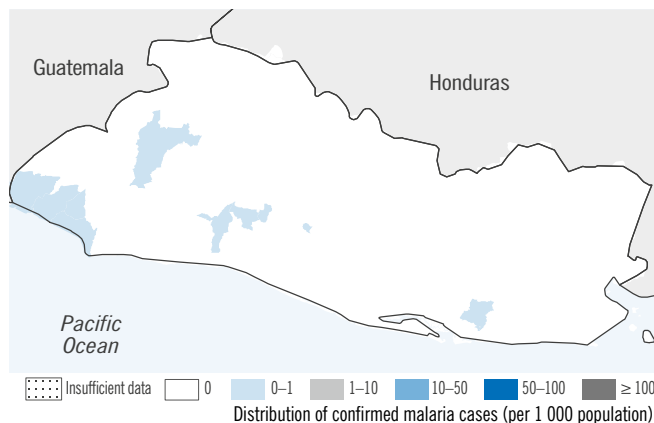 Guatemala
Honduras
Pacific
Ocean
Insufficient data 0 0–1 1–10 10–50 50–100 ≥ 100
Distribution of confirmed malaria cases (per 1 000 population)